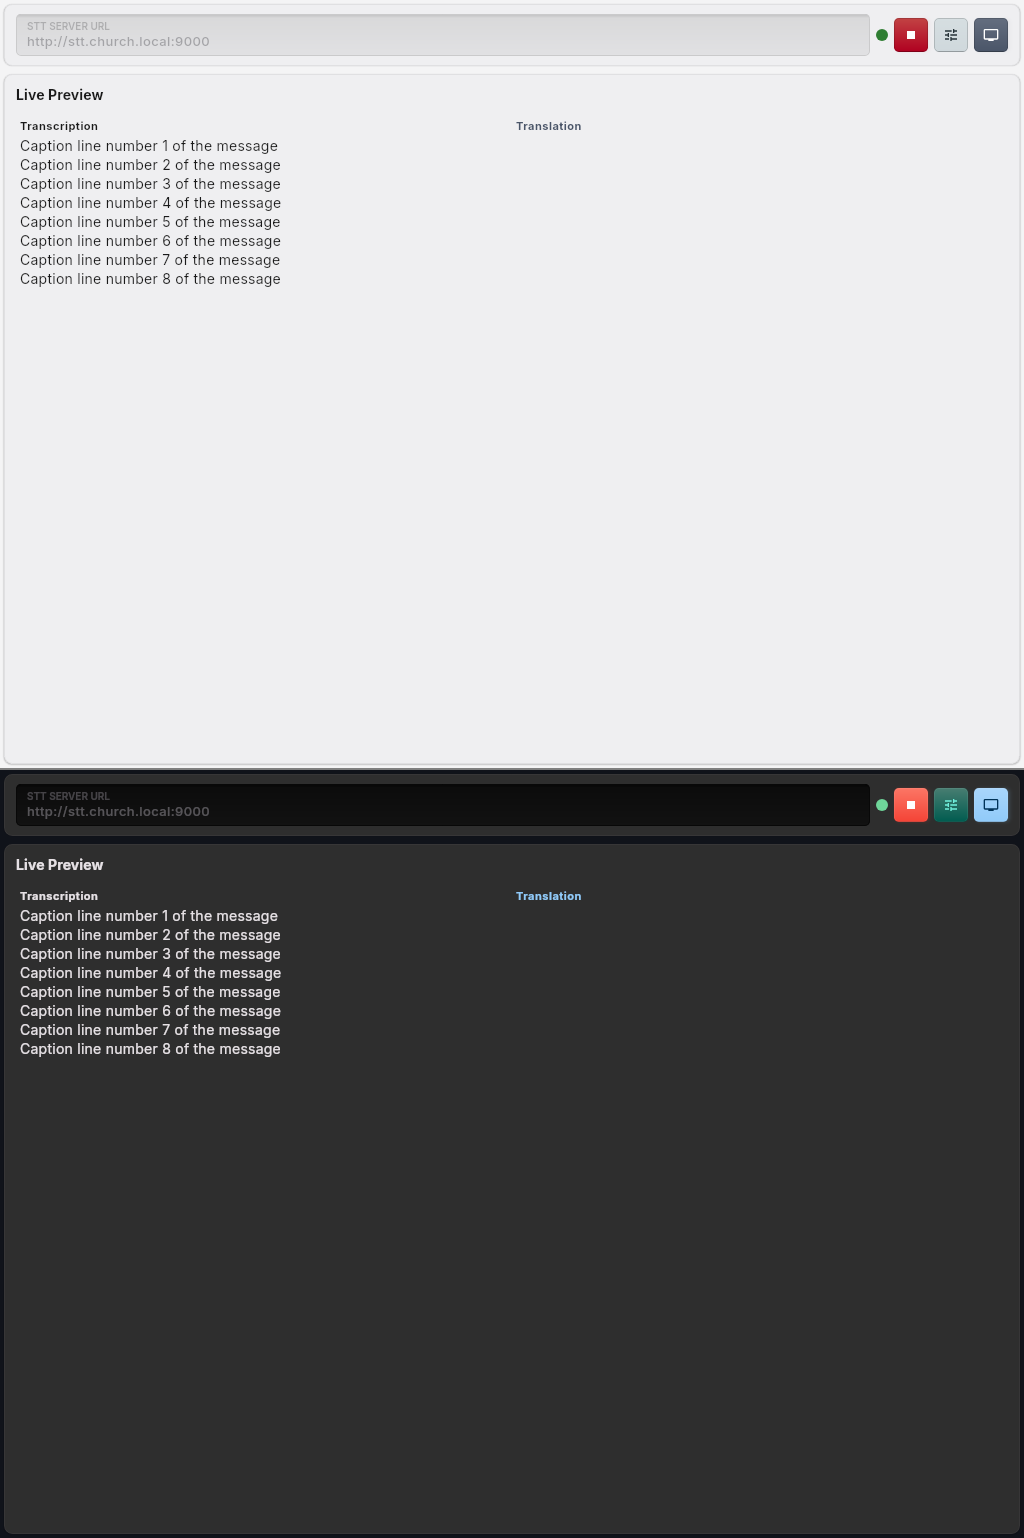 STT SERVER URL
http://stt.church.local:9000
Live Preview
Transcription
Translation
Caption line number 1 of the message
Caption line number 2 of the message
Caption line number 3 of the message
Caption line number 4 of the message
Caption line number 5 of the message
Caption line number 6 of the message
Caption line number 7 of the message
Caption line number 8 of the message
STT SERVER URL
http://stt.church.local:9000
Live Preview
Transcription
Translation
Caption line number 1 of the message
Caption line number 2 of the message
Caption line number 3 of the message
Caption line number 4 of the message
Caption line number 5 of the message
Caption line number 6 of the message
Caption line number 7 of the message
Caption line number 8 of the message